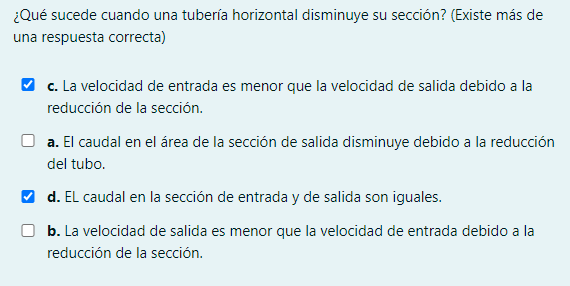 ¿Qué sucede cuando una tubería horizontal disminuye su sección? (Existe más de
una respuesta correcta)
c. La velocidad de entrada es menor que la velocidad de salida debido a la
reducción de la sección.
a. El caudal en el área de la sección de salida disminuye debido a la reducción
del tubo.
d. EL caudal en la sección de entrada y de salida son iguales.
b. La velocidad de salida es menor que la velocidad de entrada debido a la
reducción de la sección.